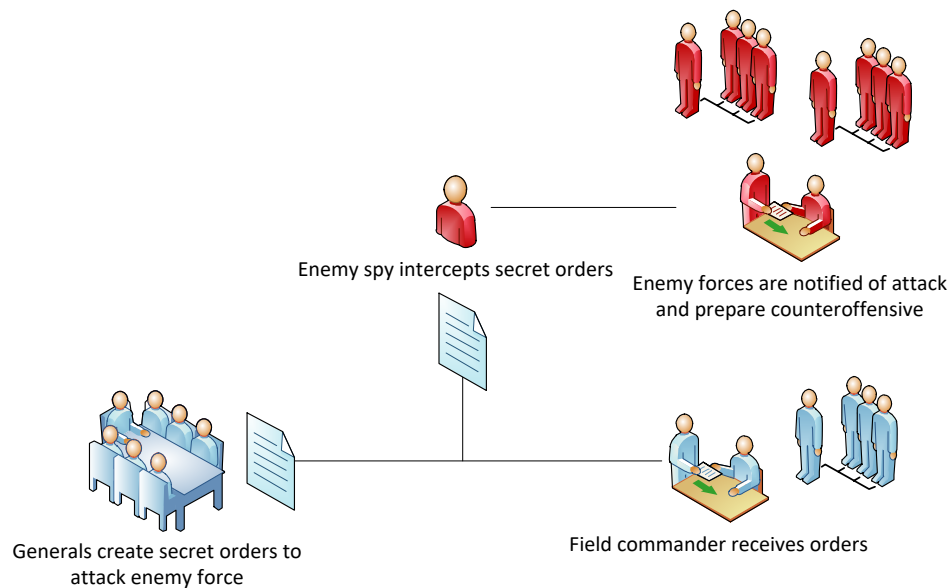 Enemy spy intercepts secret orders
Enemy forces are notified of attack
and prepare counteroffensive
Generals create secret orders to
attack enemy force
Field commander receives orders